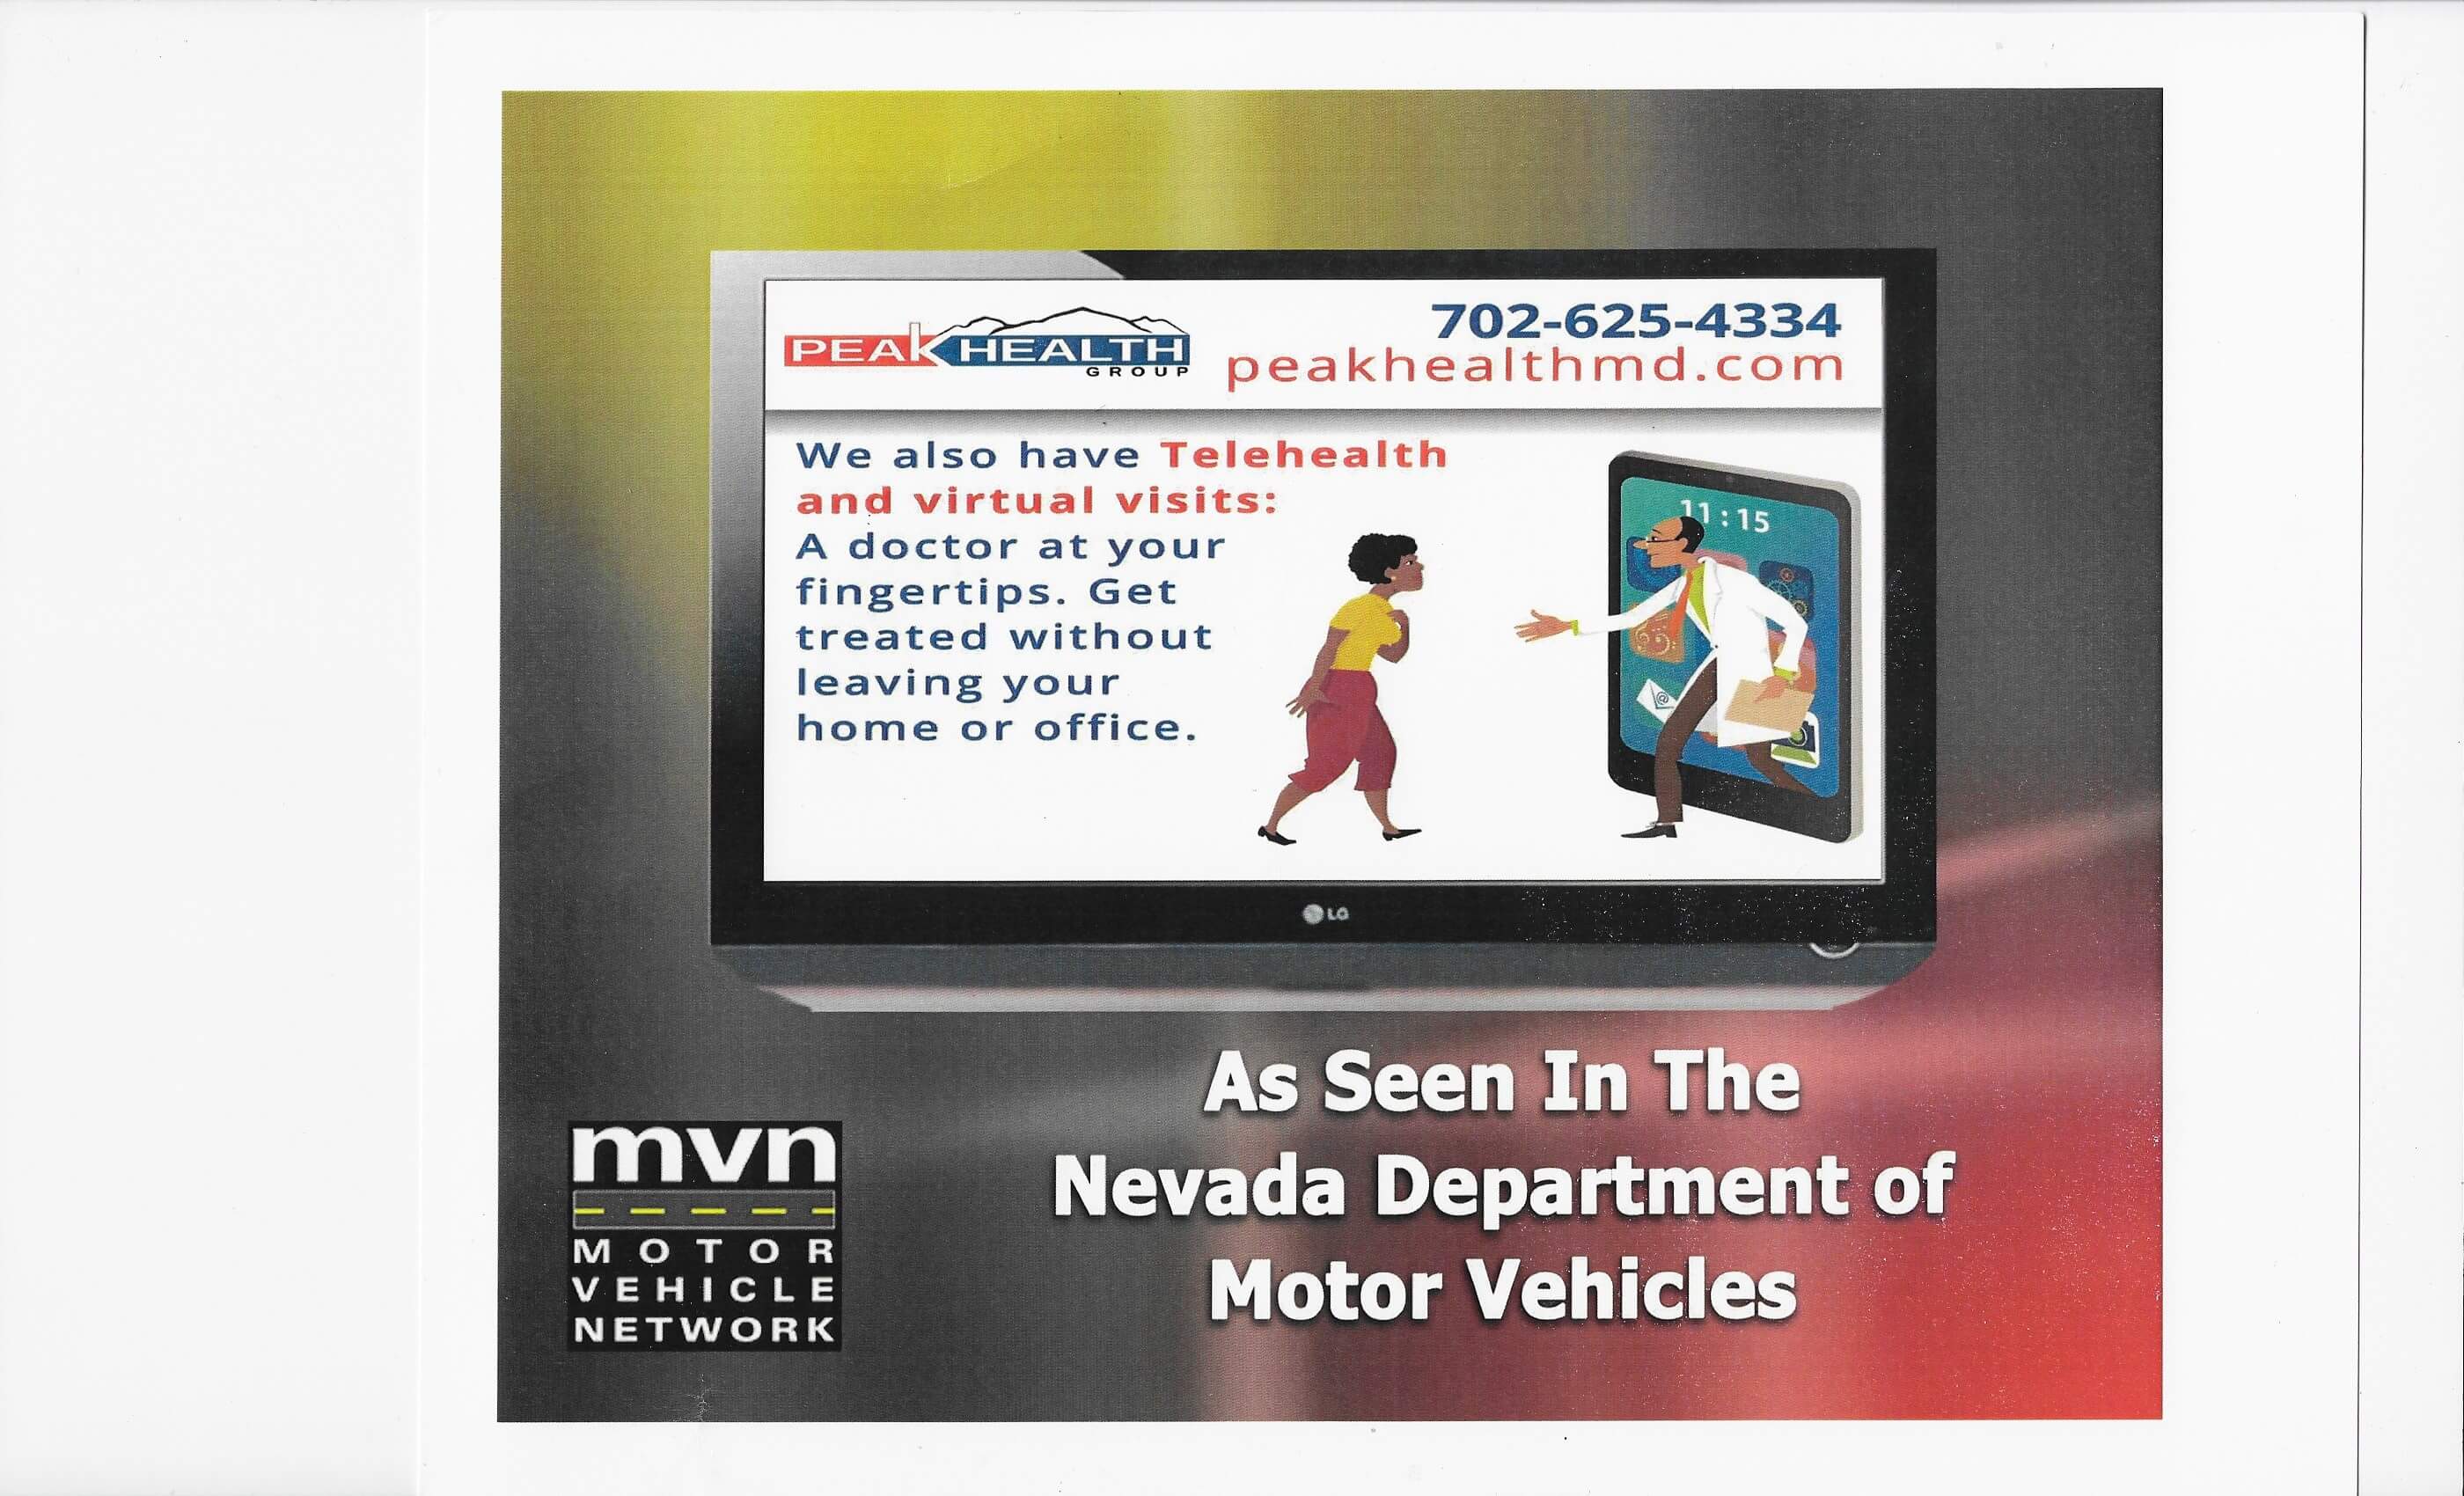 PEAK HEALTH
GROUP
702-625-4334
peakhealthmd.com
We also have Telehealth
and virtual visits:
A doctor at your
fingertips. Get
treated without
leaving your
home or office.
11:15
@
LG
As Seen In The
Nevada Department of
Motor Vehicles
mvn
MOTOR
VEHICLE
NETWORK